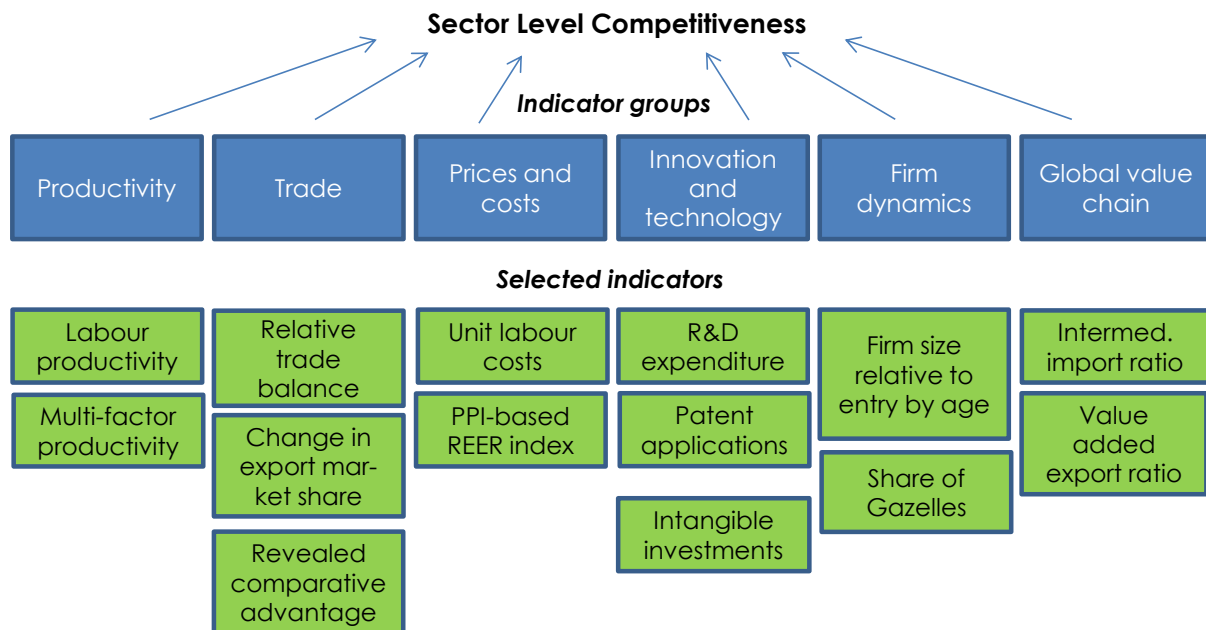 Sector Level Competitiveness
Indicator groups
Productivity
Trade
Prices and
costs
Innovation
and
technology
Firm
dynamics
Global value
chain
Selected indicators
Labour
productivity
Multi-factor
productivity
Relative
trade
balance
Change in
export mar-
ket share
Revealed
comparative
advantage
Unit labour
costs
PPI-based
REER index
R&D
expenditure
Patent
applications
Intangible
investments
Firm size
relative to
entry by age
Share of
Gazelles
Intermed.
import ratio
Value
added
export ratio